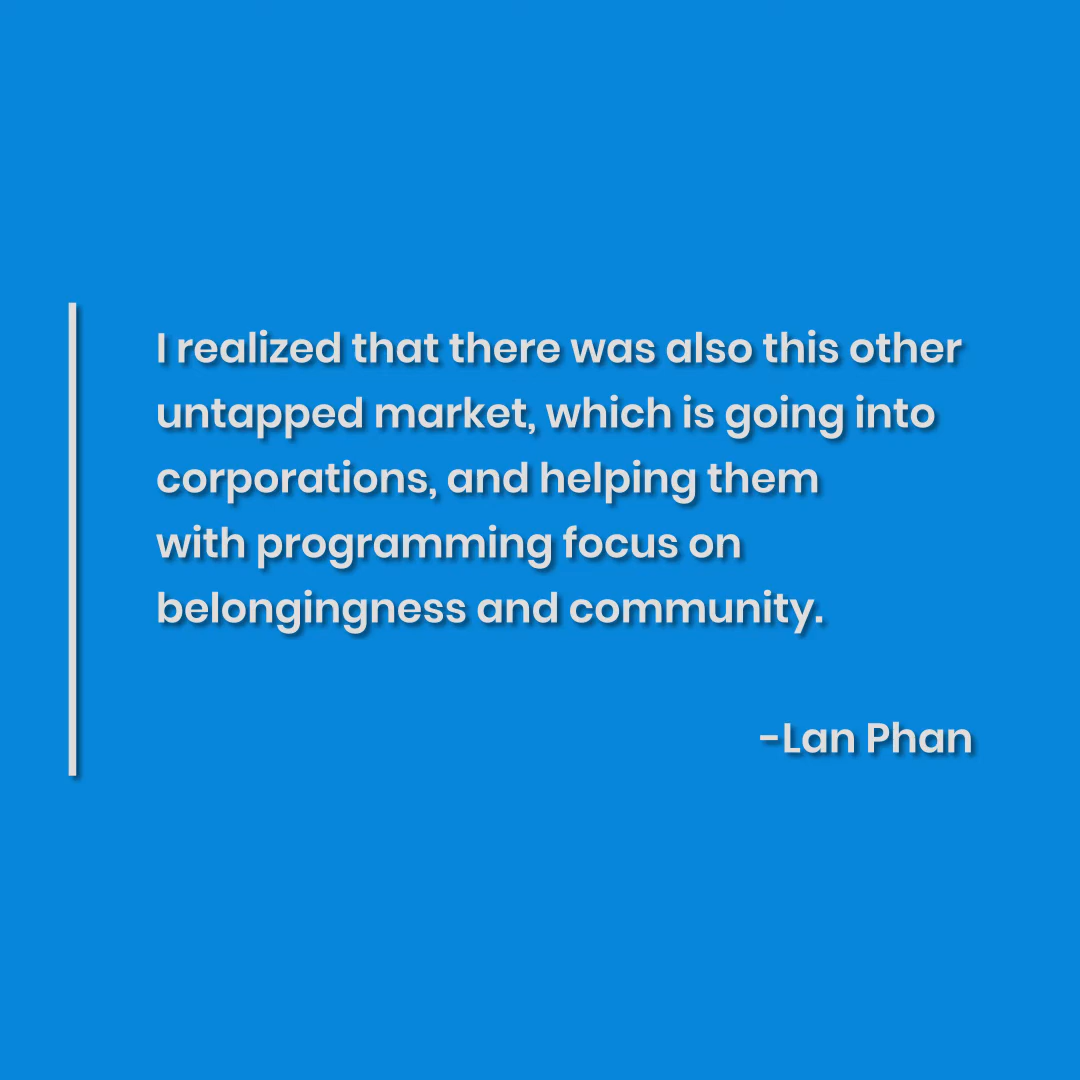 I realized that there was also this other
untapped market, which is going into
corporations, and helping them
with programming focus on
belongingness and community.
-Lan Phan